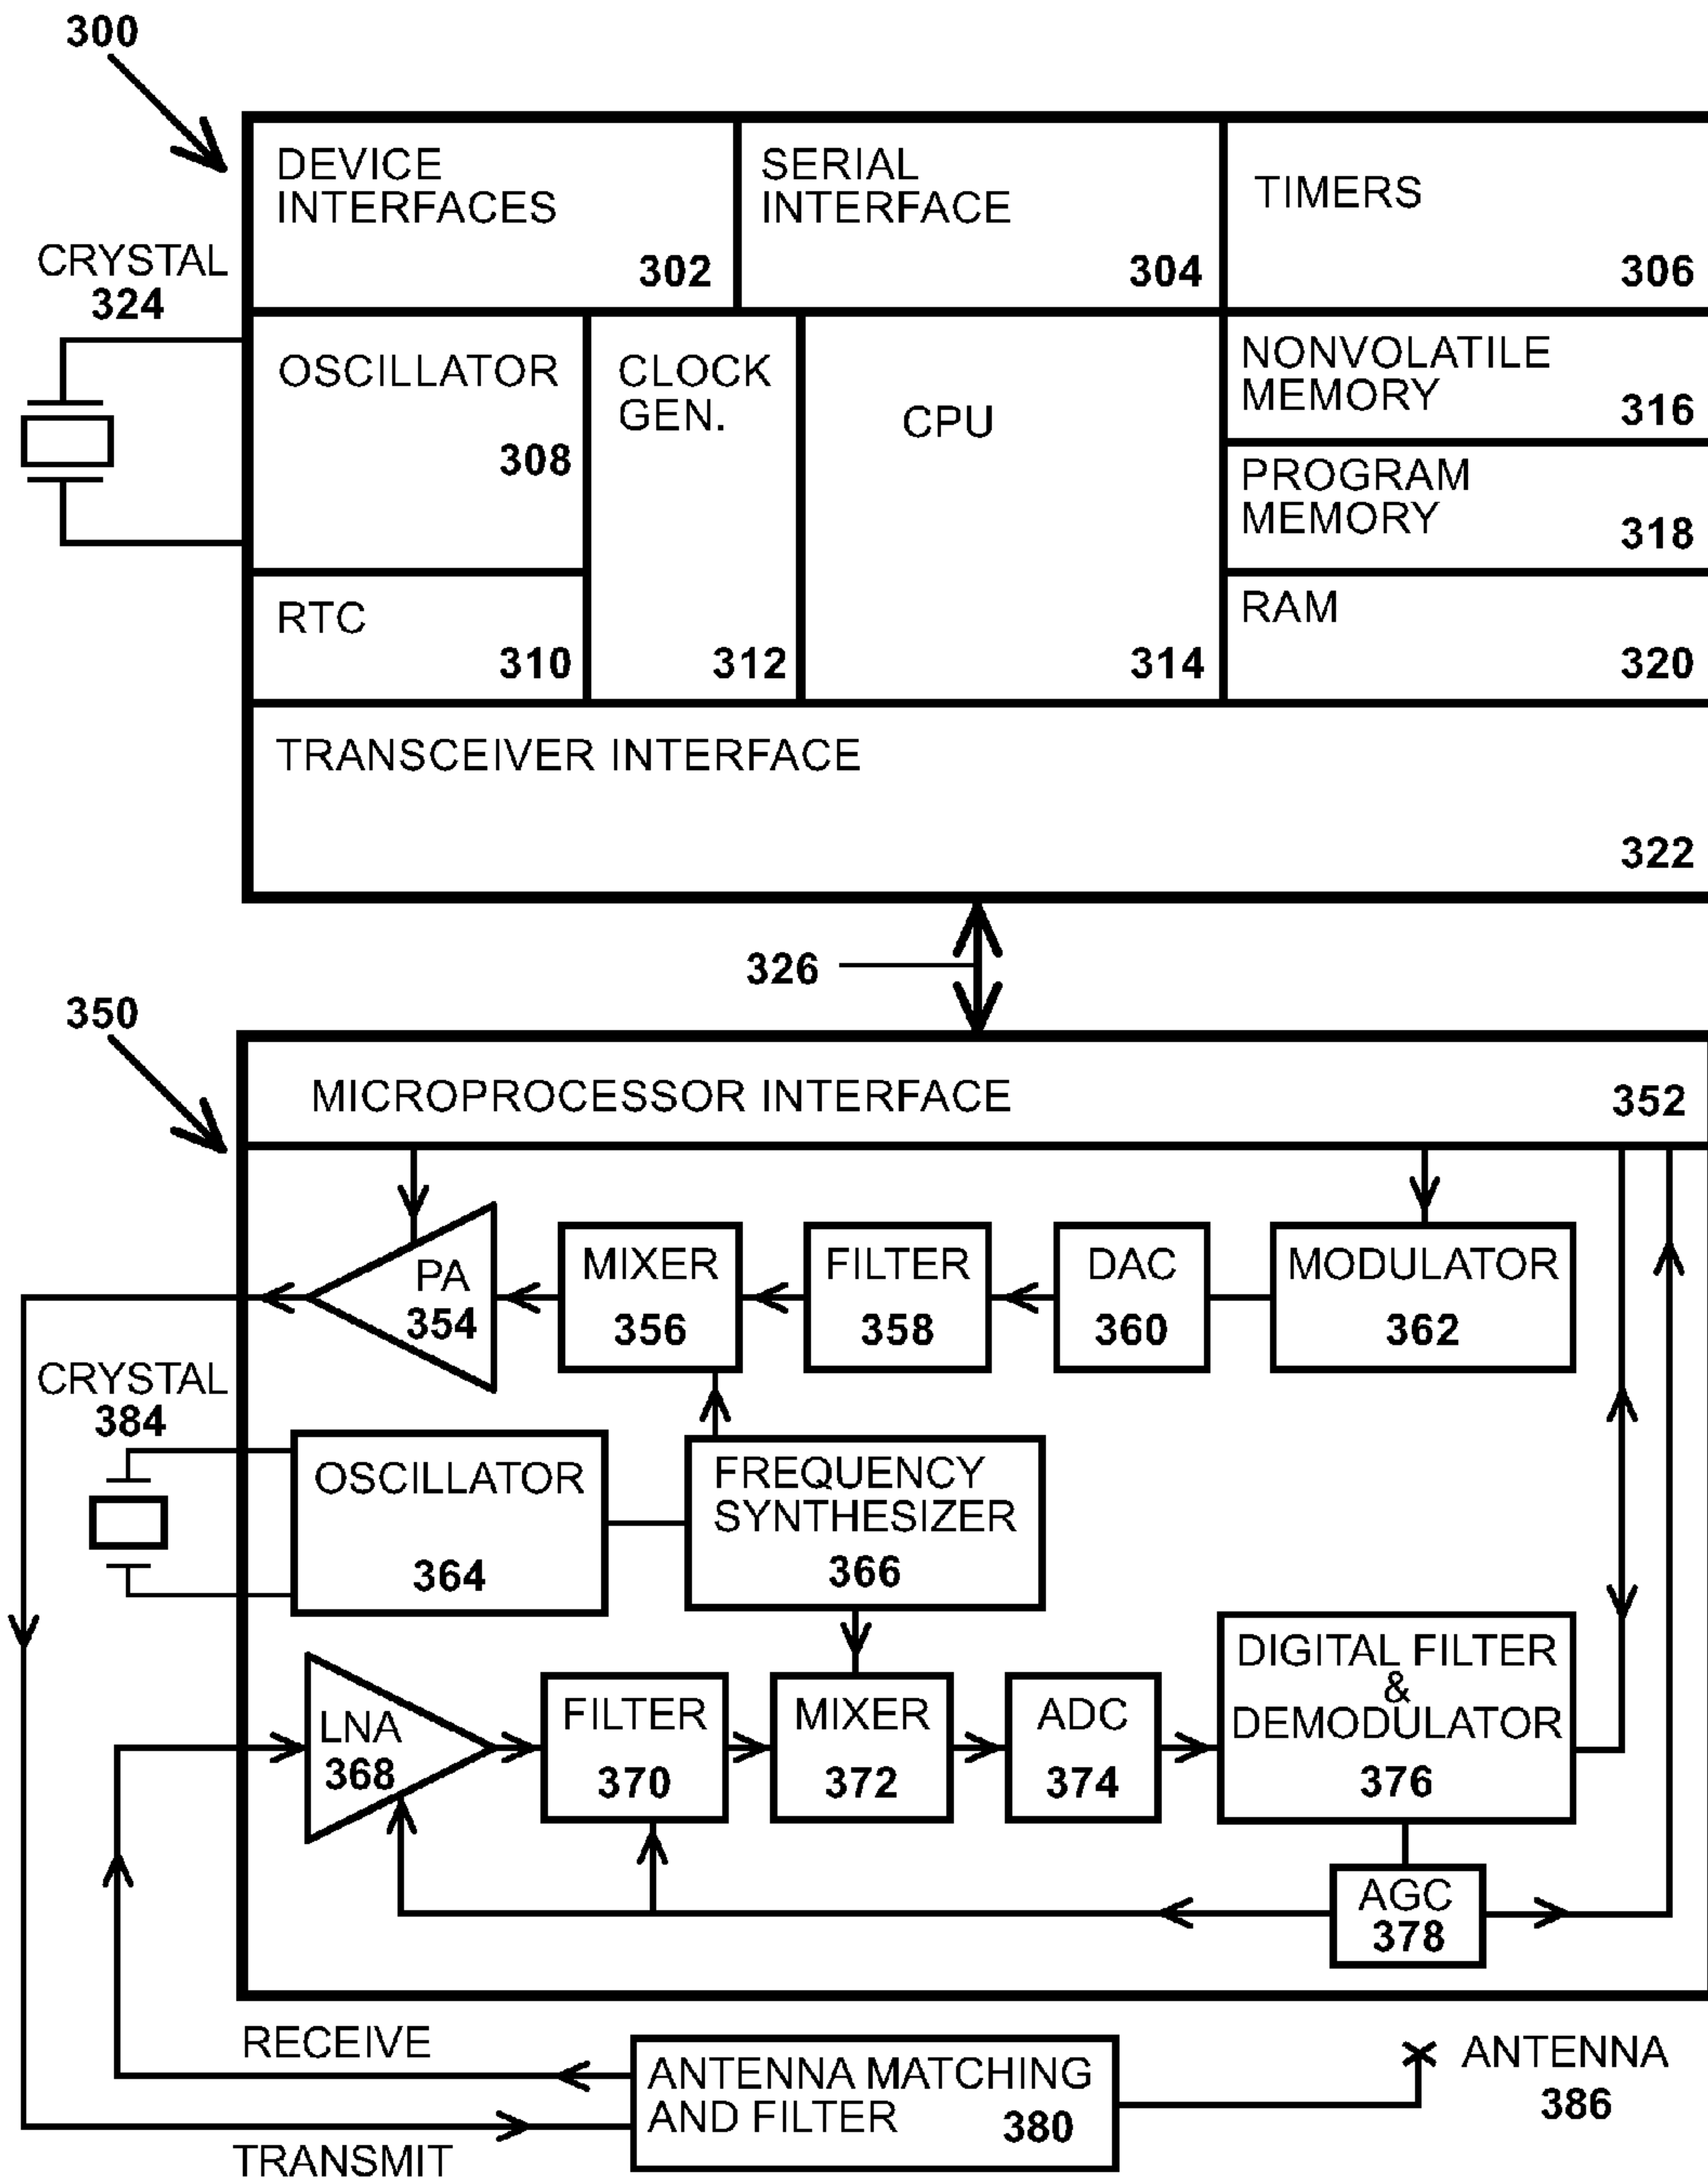 300
DEVICE
INTERFACES
302
SERIAL
INTERFACE
304
TIMERS
306
CRYSTAL
324
OSCILLATOR
308
RTC
310
CLOCK
GEN.
312
CPU
314
NONVOLATILE
MEMORY
316
PROGRAM
MEMORY
318
RAM
320
TRANSCEIVER INTERFACE
322
326
350
MICROPROCESSOR INTERFACE
352
PA
354
MIXER
356
FILTER
358
DAC
360
MODULATOR
362
CRYSTAL
384
OSCILLATOR
364
FREQUENCY
SYNTHESIZER
366
LNA
368
FILTER
370
MIXER
372
ADC
374
DIGITAL FILTER
&
DEMODULATOR
376
AGC
378
RECEIVE
TRANSMIT
ANTENNA MATCHING
AND FILTER 380
ANTENNA
386